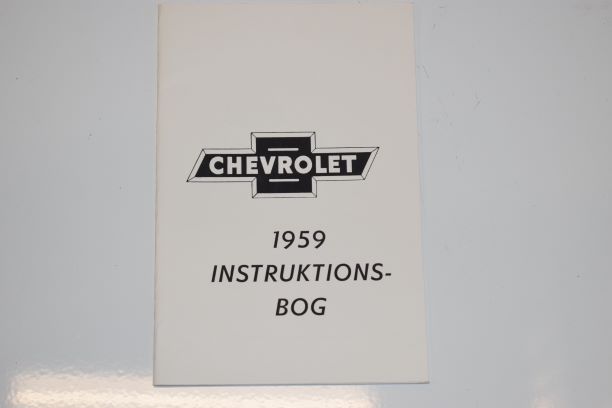 CHEVROLET
1959
INSTRUKTIONS-
BOG